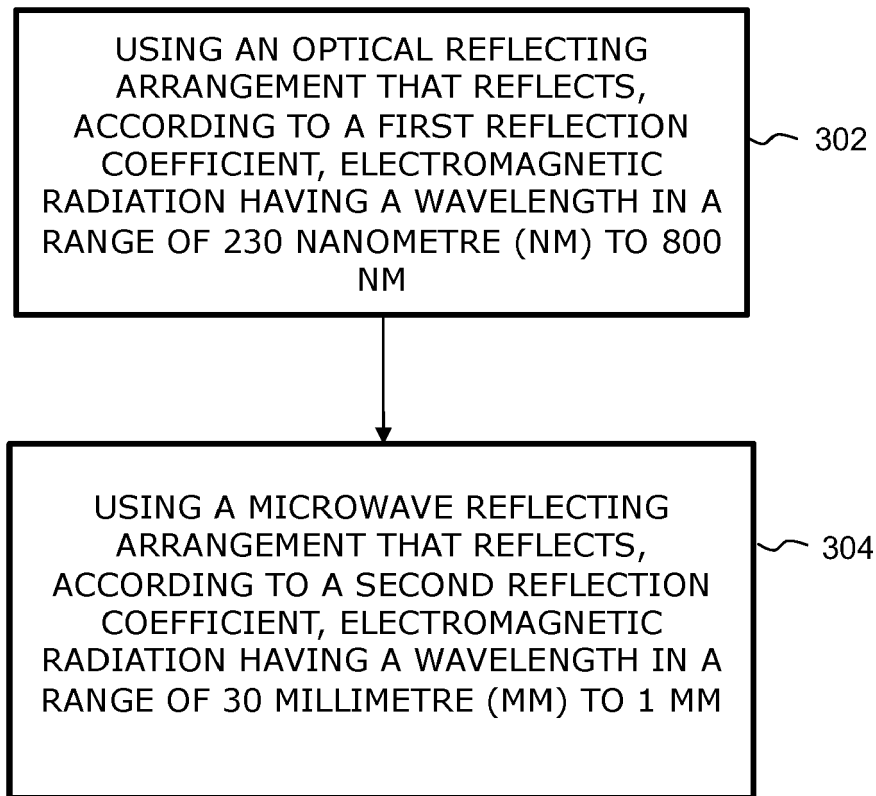 USING AN OPTICAL REFLECTING
ARRANGEMENT THAT REFLECTS,
ACCORDING TO A FIRST REFLECTION
COEFFICIENT, ELECTROMAGNETIC
RADIATION HAVING A WAVELENGTH IN A
RANGE OF 230 NANOMETRE (NM) TO 800
NM
302
USING A MICROWAVE REFLECTING
ARRANGEMENT THAT REFLECTS,
ACCORDING TO A SECOND REFLECTION
COEFFICIENT, ELECTROMAGNETIC
RADIATION HAVING A WAVELENGTH IN A
RANGE OF 30 MILLIMETRE (MM) TO 1 MM
304